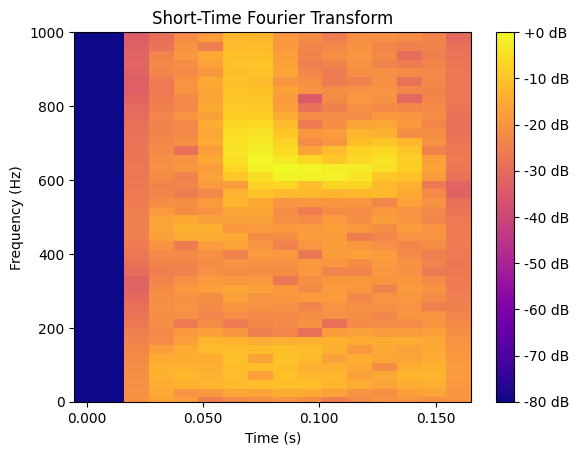 Short-Time Fourier Transform
1000
800
600
400
200
0
Frequency (Hz)
0.000
0.050
0.100
0.150
Time (s)
+0 dB
-10 dB
-20 dB
-30 dB
-40 dB
-50 dB
-60 dB
-70 dB
-80 dB